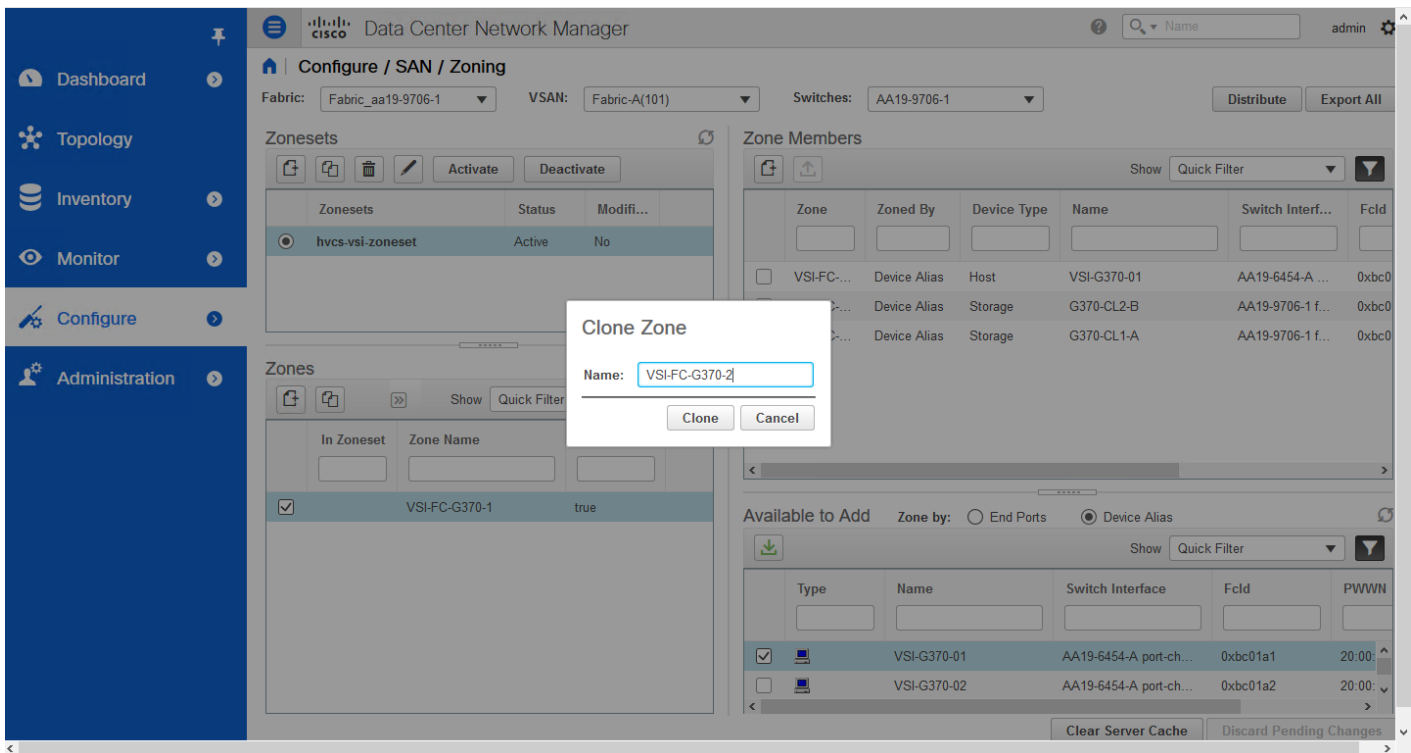 cisco Data Center Network Manager
Name
admin
Dashboard
Topology
Inventory
Monitor
Configure
Administration
Configure / SAN / Zoning
Fabric: Fabric_aa19-9706-1 VSAN: Fabric-A(101) Switches: AA19-9706-1 Distribute Export All
Zonesets
Activate Deactivate
Zonesets Status Modifi...
hvcs-vsi-zoneset Active No
Zone Members
Show Quick Filter
Zone Zoned By Device Type Name Switch Interf... FcId
VSI-FC-... Device Alias Host VSI-G370-01 AA19-6454-A ... 0xbc0
Device Alias Storage G370-CL2-B AA19-9706-1 f... 0xbc0
Device Alias Storage G370-CL1-A AA19-9706-1 f... 0xbc0
Clone Zone
Name: VSI-FC-G370-2
Clone Cancel
Zones
Show Quick Filter
In Zoneset Zone Name
VSI-FC-G370-1 true
Available to Add Zone by: End Ports Device Alias
Show Quick Filter
Type Name Switch Interface FcId PWWN
VSI-G370-01 AA19-6454-A port-ch... 0xbc01a1 20:00:
VSI-G370-02 AA19-6454-A port-ch... 0xbc01a2 20:00:
Clear Server Cache Discard Pending Changes